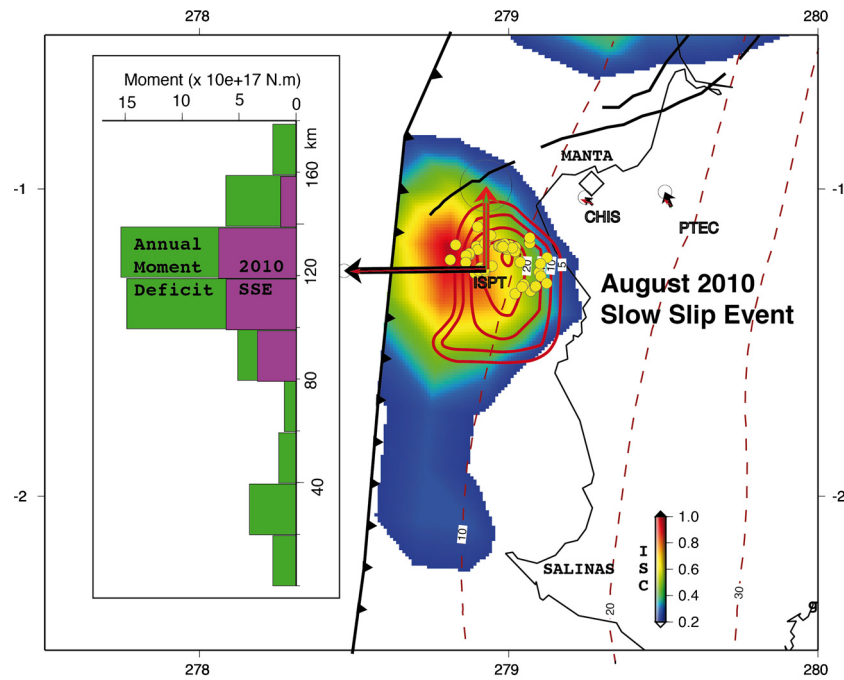 278 279 280
Moment (x 10e+17 N.m)
15 10 5 0
km
160
120
80
40
Annual
Moment 2010
Deficit SSE
-1
-2
-1
-2
MANTA
CHIS
PTEC
ISPT
20 10 5
August 2010
Slow Slip Event
10
SALINAS
20
30
ISC
1.0
0.8
0.6
0.4
0.2
278 279 280